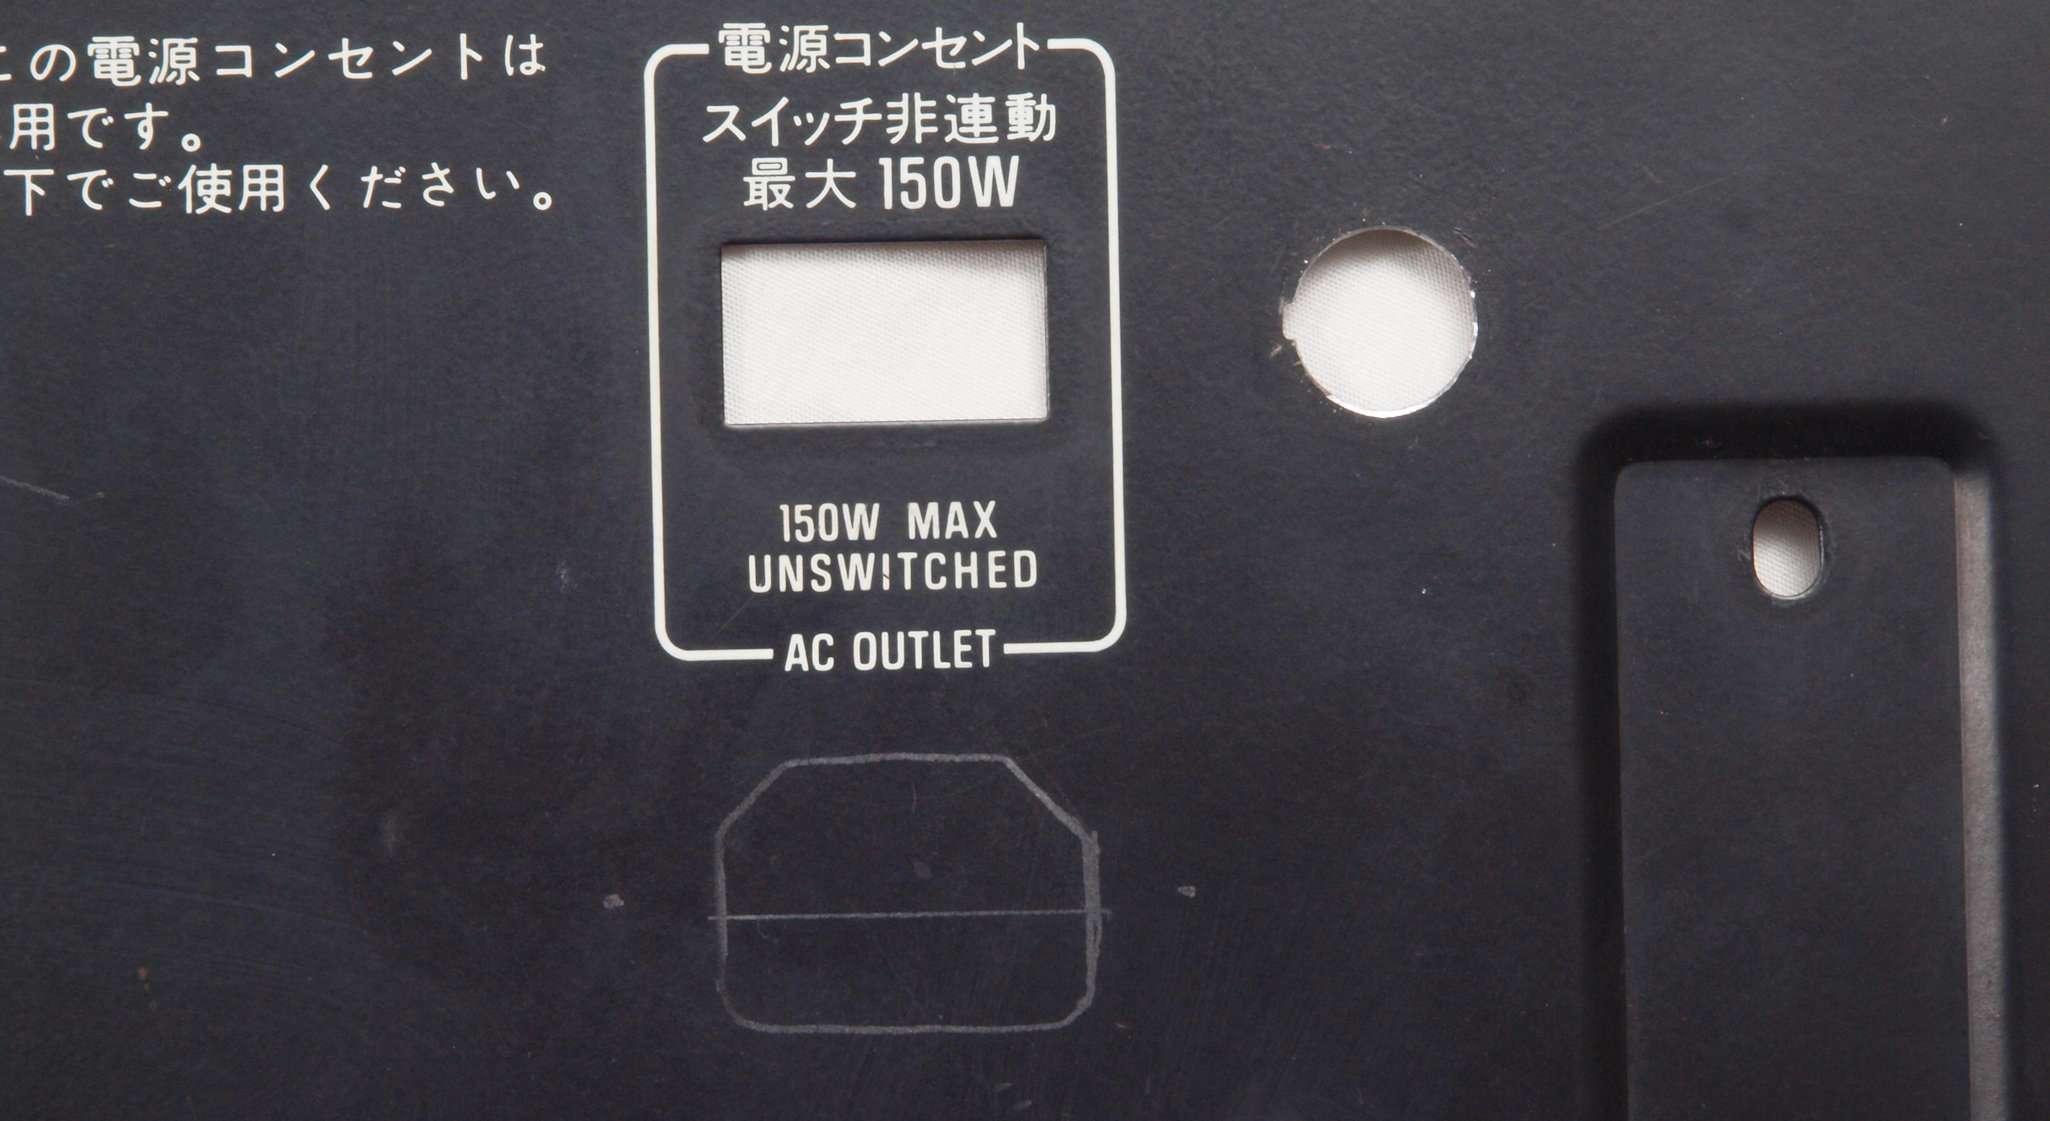 この電源コンセントは
用です。
下でご使用ください。
電源コンセント
スイッチ非連動
最大 150W
150W MAX
UNSWITCHED
AC OUTLET